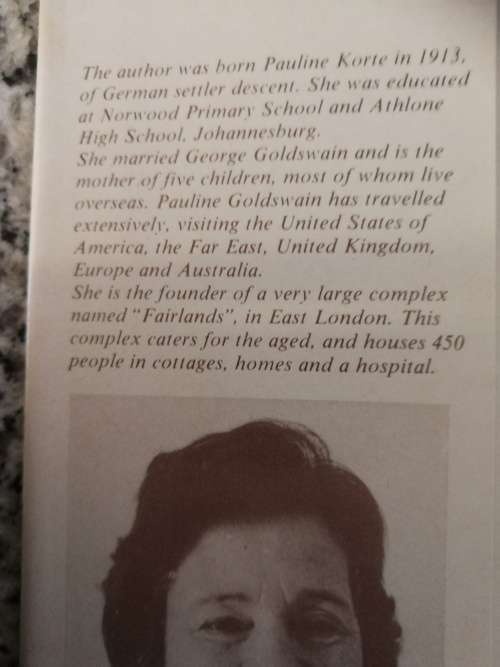 The author was born Pauline Korte in 1913,
of German settler descent. She was educated
at Norwood Primary School and Athlone
High School, Johannesburg.
She married George Goldswain and is the
mother of five children, most of whom live
overseas. Pauline Goldswain has travelled
extensively, visiting the United States of
America, the Far East, United Kingdom,
Europe and Australia.
She is the founder of a very large complex
named "Fairlands", in East London. This
complex caters for the aged, and houses 450
people in cottages, homes and a hospital.